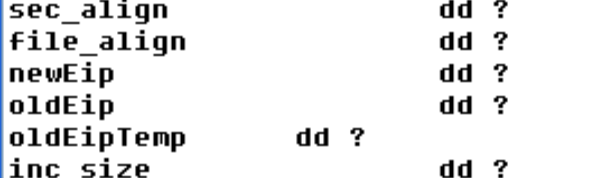 sec_align dd ?
file_align dd ?
newEip dd ?
oldEip dd ?
oldEipTemp dd ?
inc_size dd ?